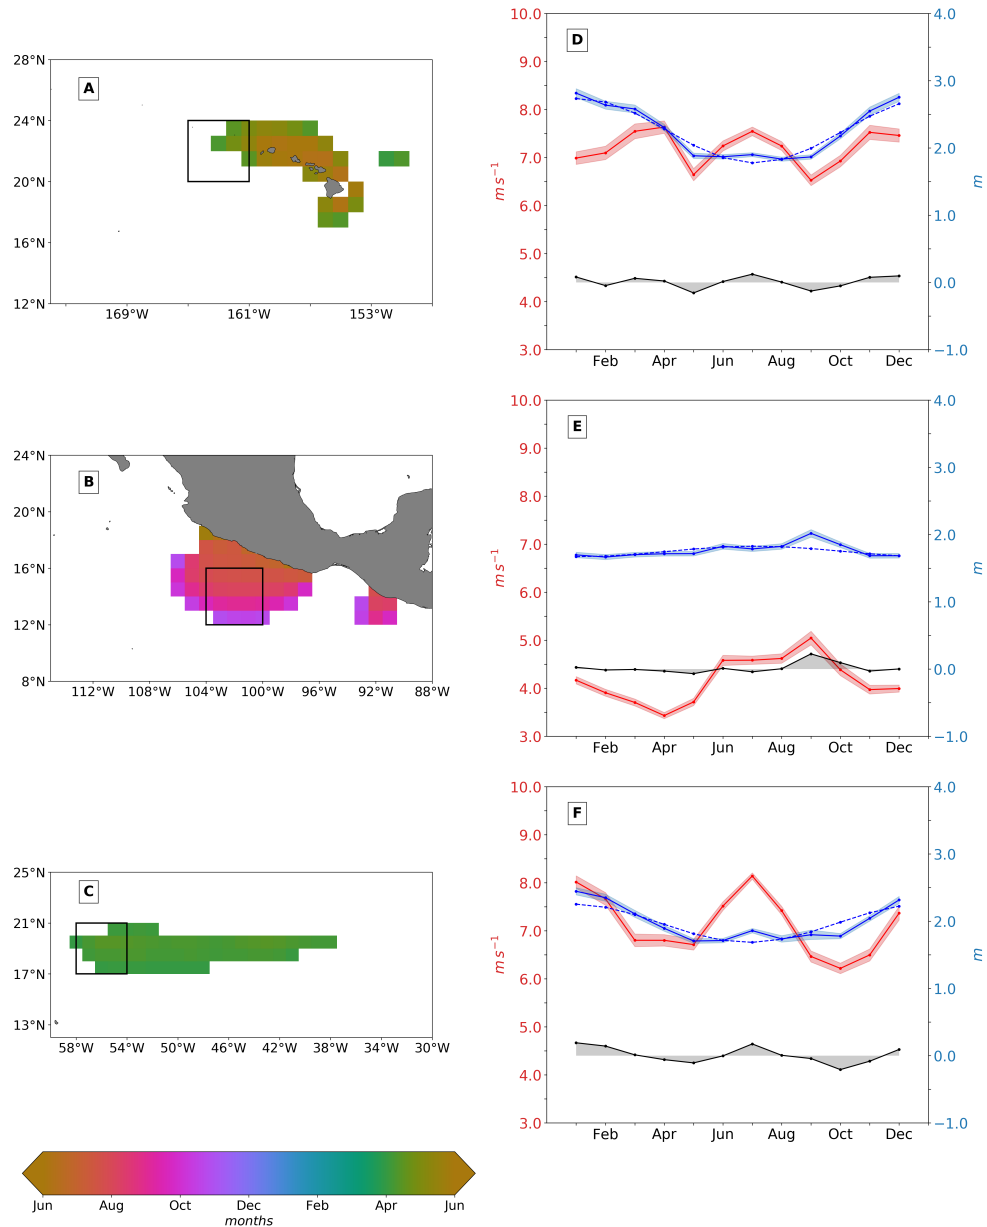 A
28°N
24°N
20°N
16°N
12°N
169°W 161°W 153°W
D
10.0
9.0
8.0
7.0
6.0
5.0
4.0
3.0
m s⁻¹
4.0
3.0
2.0
1.0
0.0
−1.0
m
Feb Apr Jun Aug Oct Dec
B
24°N
20°N
16°N
12°N
8°N
112°W 108°W 104°W 100°W 96°W 92°W 88°W
E
10.0
9.0
8.0
7.0
6.0
5.0
4.0
3.0
m s⁻¹
4.0
3.0
2.0
1.0
0.0
−1.0
m
Feb Apr Jun Aug Oct Dec
C
25°N
21°N
17°N
13°N
58°W 54°W 50°W 46°W 42°W 38°W 34°W 30°W
F
10.0
9.0
8.0
7.0
6.0
5.0
4.0
3.0
m s⁻¹
4.0
3.0
2.0
1.0
0.0
−1.0
m
Feb Apr Jun Aug Oct Dec
Jun Aug Oct Dec Feb Apr Jun
months